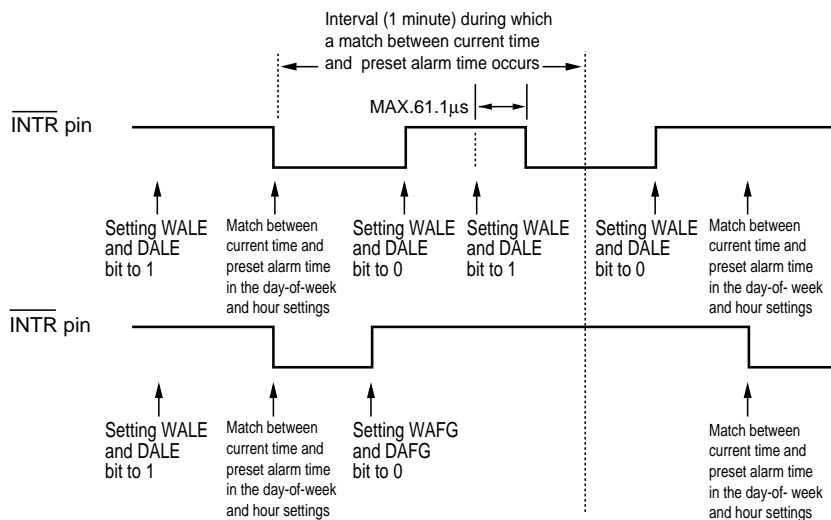 Interval (1 minute) during which
a match between current time
and preset alarm time occurs
MAX.61.1μs
INTR pin
Setting WALE
and DALE
bit to 1
Match between
current time and
preset alarm time
in the day-of-week
and hour settings
Setting WALE
and DALE
bit to 0
Setting WALE
and DALE
bit to 1
Setting WALE
and DALE
bit to 0
Match between
current time and
preset alarm time
in the day-of- week
and hour settings
INTR pin
Setting WALE
and DALE
bit to 1
Match between
current time and
preset alarm time
in the day-of-week
and hour settings
Setting WAFG
and DAFG
bit to 0
Match between
current time and
preset alarm time
in the day-of- week
and hour settings